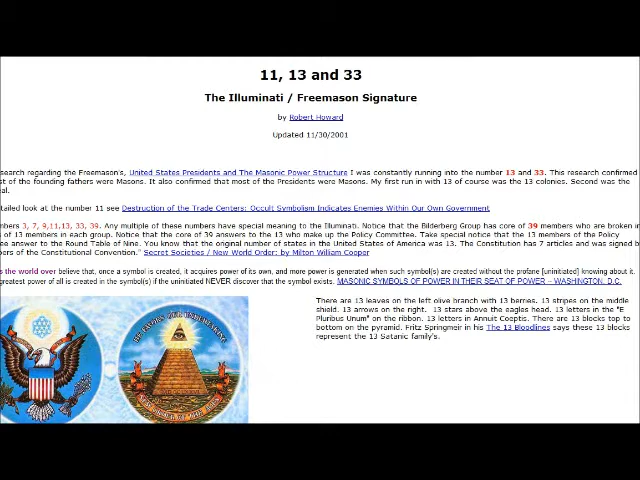 11, 13 and 33
The Illuminati / Freemason Signature
by Robert Howard
Updated 11/30/2001
search regarding the Freemason's, United States Presidents and The Masonic Power Structure I was constantly running into the number 13 and 33. This research confirmed
st of the founding fathers were Masons. It also confirmed that most of the Presidents were Masons. My first run in with 13 of course was the 13 colonies. Second was the
al.
tailed look at the number 11 see Destruction of the Trade Centers: Occult Symbolism Indicates Enemies Within Our Own Government
mbers 3, 7, 9,11,13, 33, 39. Any multiple of these numbers have special meaning to the Illuminati. Notice that the Bilderberg Group has core of 39 members who are broken in
s of 13 members in each group. Notice that the core of 39 answers to the 13 who make up the Policy Committee. Take special notice that the 13 members of the Policy
ee answer to the Round Table of Nine. You know that the original number of states in the United States of America was 13. The Constitution has 7 articles and was signed b
bers of the Constitutional Convention." Secret Societies / New World Order; by Milton William Cooper
s the world over believe that, once a symbol is created, it acquires power of its own, and more power is generated when such symbol(s) are created without the profane [uninitiated] knowing about it.
greatest power of all is created in the symbol(s) if the uninitiated NEVER discover that the symbol exists. MASONIC SYMBOLS OF POWER IN THEIR SEAT OF POWER – WASHINGTON, D.C.
There are 13 leaves on the left olive branch with 13 berries. 13 stripes on the middle
shield. 13 arrows on the right. 13 stars above the eagles head. 13 letters in the "E
Pluribus Unum" on the ribbon. 13 letters in Annuit Coeptis. There are 13 blocks top to
bottom on the pyramid. Fritz Springmeir in his The 13 Bloodlines says these 13 blocks
represent the 13 Satanic family's.